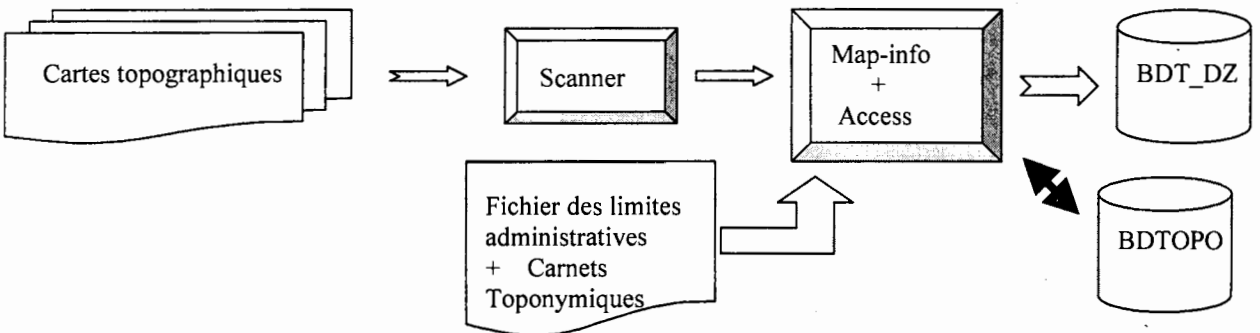 Cartes topographiques
Scanner
Map-info
+
Access
BDT_DZ
Fichier des limites
administratives
+ Carnets
Toponymiques
BDTOPO